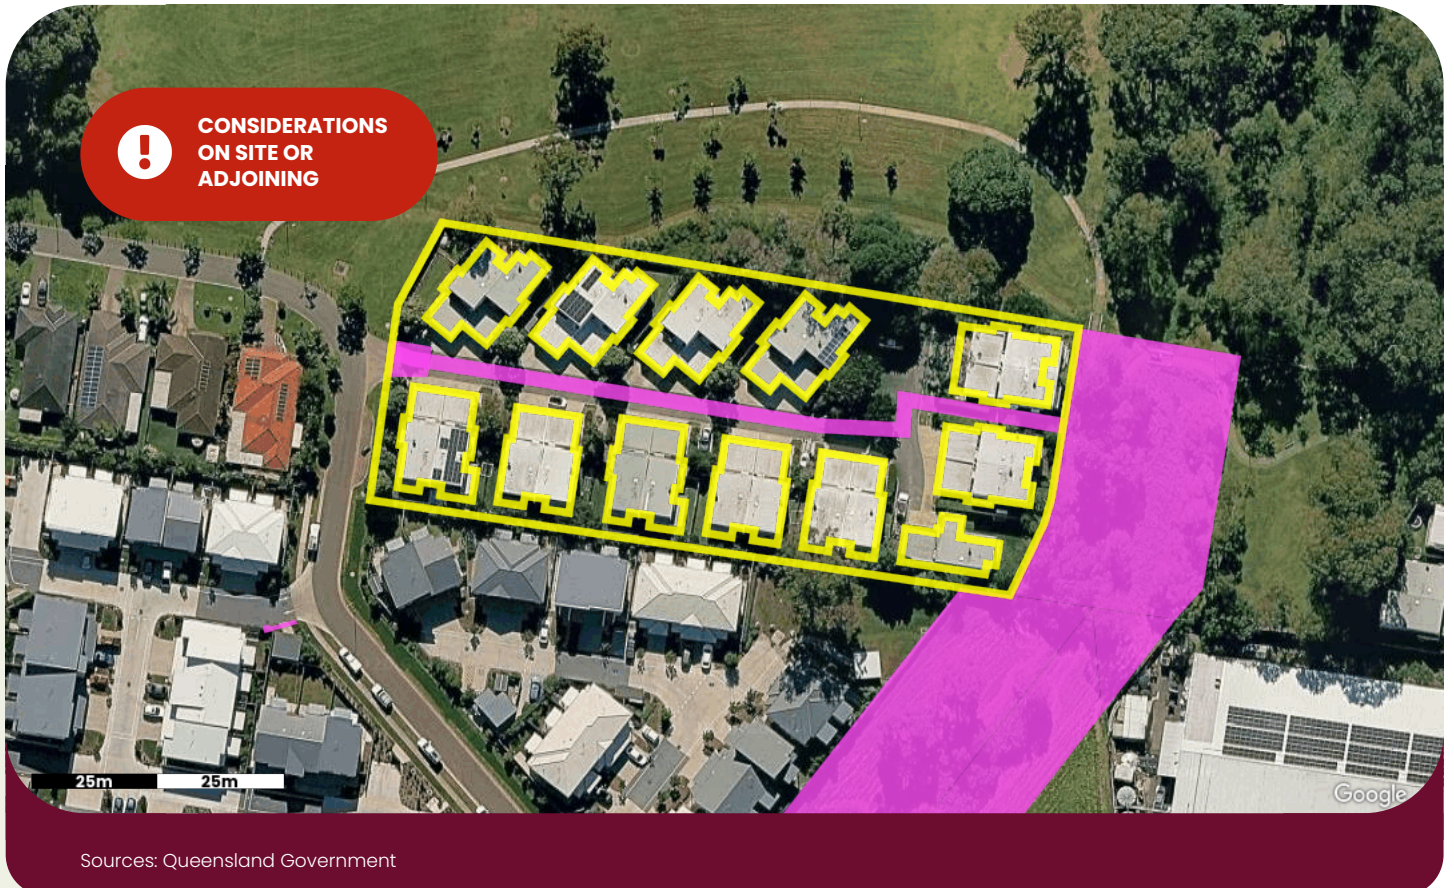 CONSIDERATIONS
ON SITE OR
ADJOINING
25m 25m
Google
Sources: Queensland Government